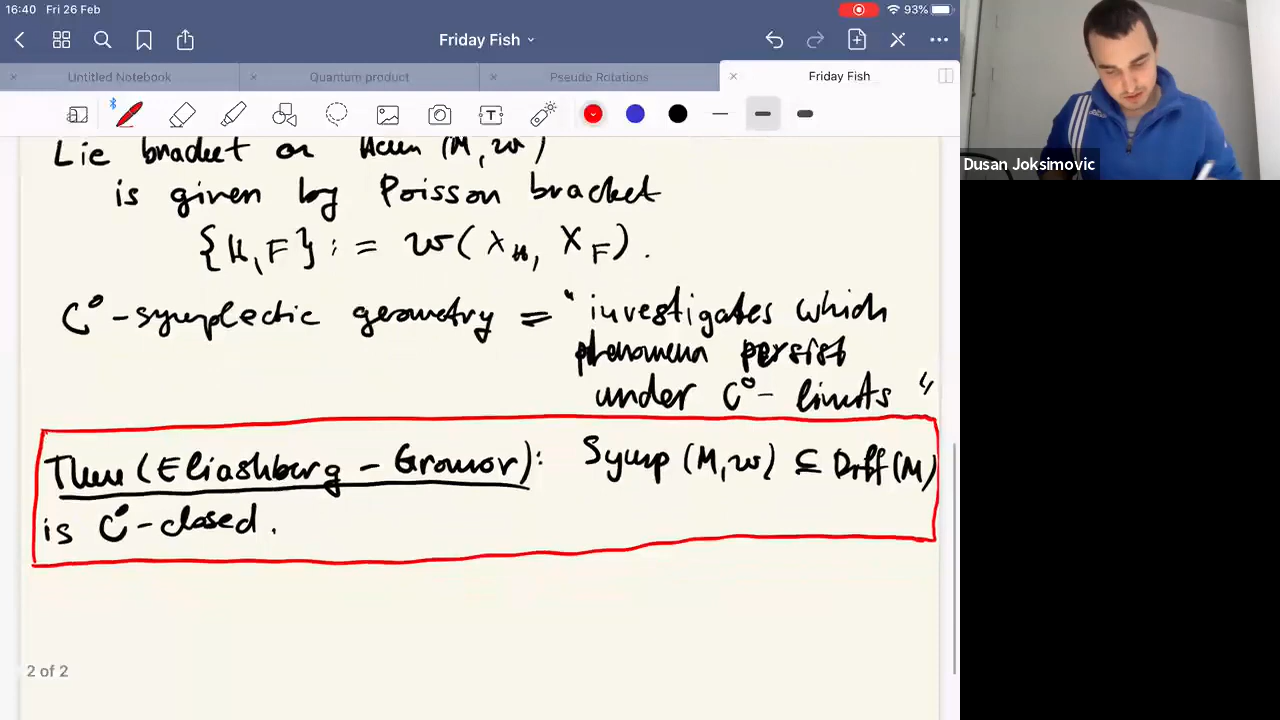 16:40 Fri 26 Feb
93%
Friday Fish
Untitled Notebook
Quantum product
Pseudo Rotations
Friday Fish
Dusan Joksimovic
Lie bracket on Ham (M, ω)
is given by Poisson bracket
{H,F} := ω( X_H, X_F ) .
C⁰-symplectic geometry = "investigates which
phenomena persist
under C⁰- limits "
Thm (Eliashberg - Gromov): Symp (M,ω) ⊆ Diff (M)
is C⁰-closed.
2 of 2